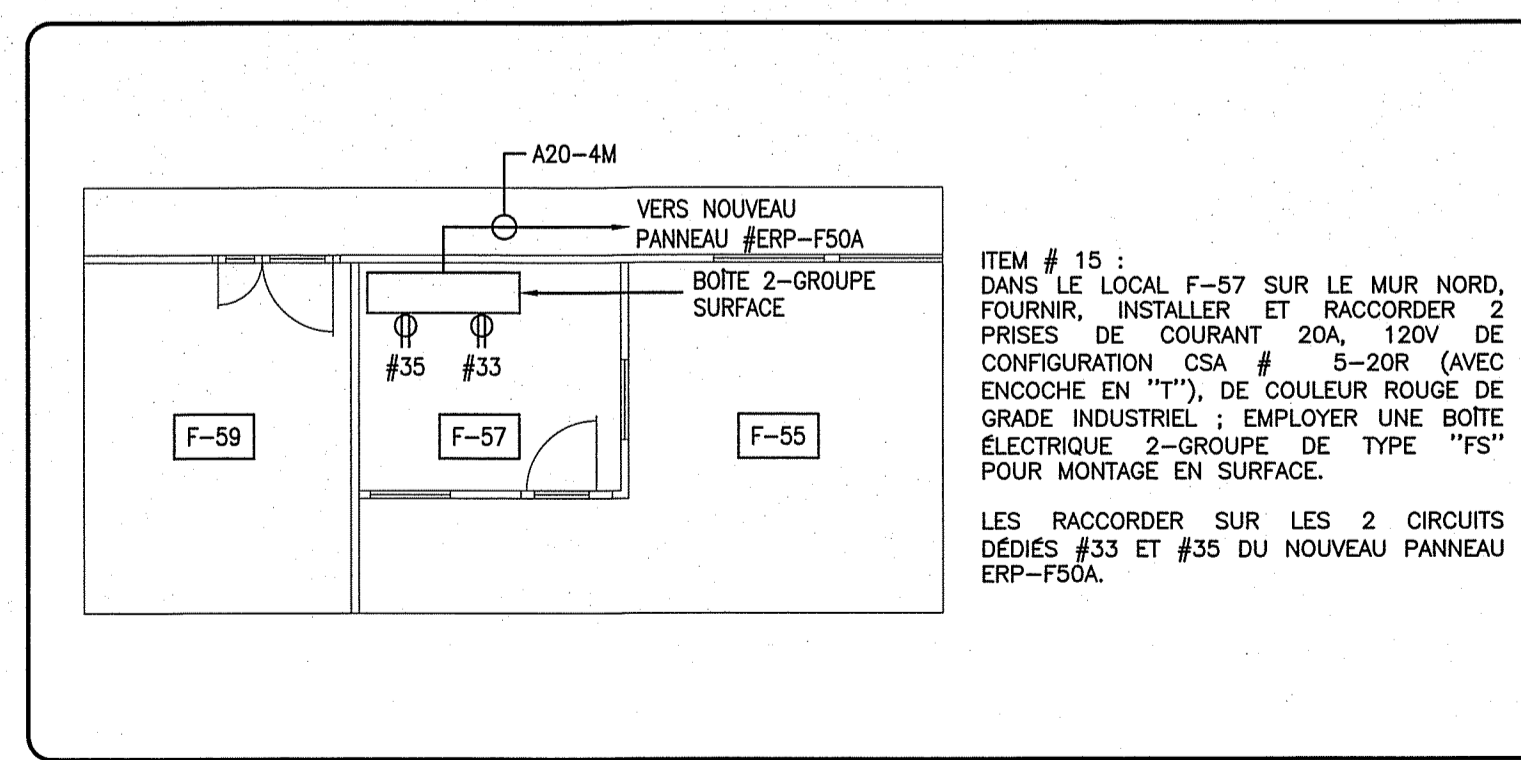 A20-4M
VERS NOUVEAU
PANNEAU #ERP-F50A
BOÎTE 2-GROUPE
SURFACE
#35
#33
F-59
F-57
F-55
ITEM # 15 :
DANS LE LOCAL F-57 SUR LE MUR NORD,
FOURNIR, INSTALLER ET RACCORDER 2
PRISES DE COURANT 20A, 120V DE
CONFIGURATION CSA # 5-20R (AVEC
ENCOCHE EN ''T''), DE COULEUR ROUGE DE
GRADE INDUSTRIEL ; EMPLOYER UNE BOÎTE
ÉLECTRIQUE 2-GROUPE DE TYPE ''FS''
POUR MONTAGE EN SURFACE.
LES RACCORDER SUR LES 2 CIRCUITS
DÉDIÉS #33 ET #35 DU NOUVEAU PANNEAU
ERP-F50A.